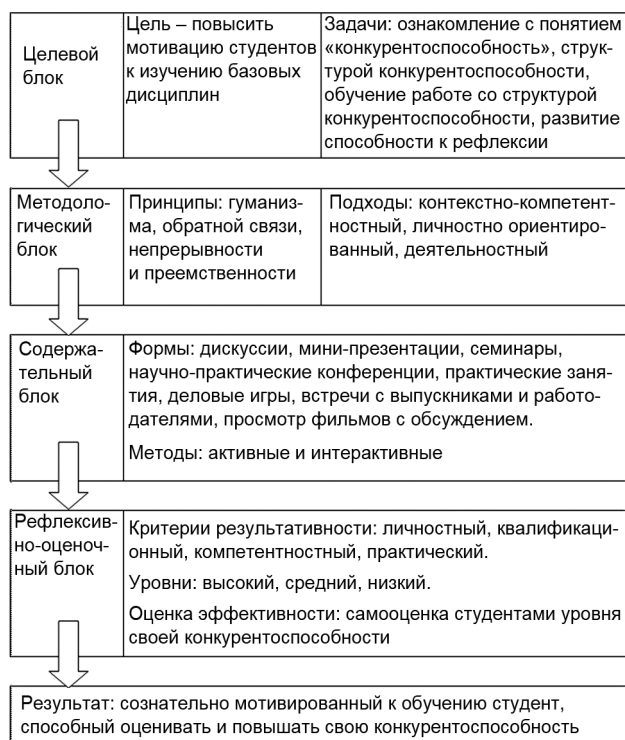 Целевой
блок
Цель – повысить
мотивацию студентов
к изучению базовых
дисциплин
Задачи: ознакомление с понятием
«конкурентоспособность», струк-
турой конкурентоспособности,
обучение работе со структурой
конкурентоспособности, развитие
способности к рефлексии
Методо-
логический
блок
Принципы: гуманиз-
ма, обратной связи,
непрерывности
и преемственности
Подходы: контекстно-компетент-
ностный, личностно ориентиро-
ванный, деятельностный
Содержа-
тельный
блок
Формы: дискуссии, мини-презентации, семинары,
научно-практические конференции, практические заня-
тия, деловые игры, встречи с выпускниками и работо-
дателями, просмотр фильмов с обсуждением.
Методы: активные и интерактивные
Рефлексив-
но-оценоч-
ный блок
Критерии результативности: личностный, квалификаци-
онный, компетентностный, практический.
Уровни: высокий, средний, низкий.
Оценка эффективности: самооценка студентами уровня
своей конкурентоспособности
Результат: сознательно мотивированный к обучению студент,
способный оценивать и повышать свою конкурентоспособность